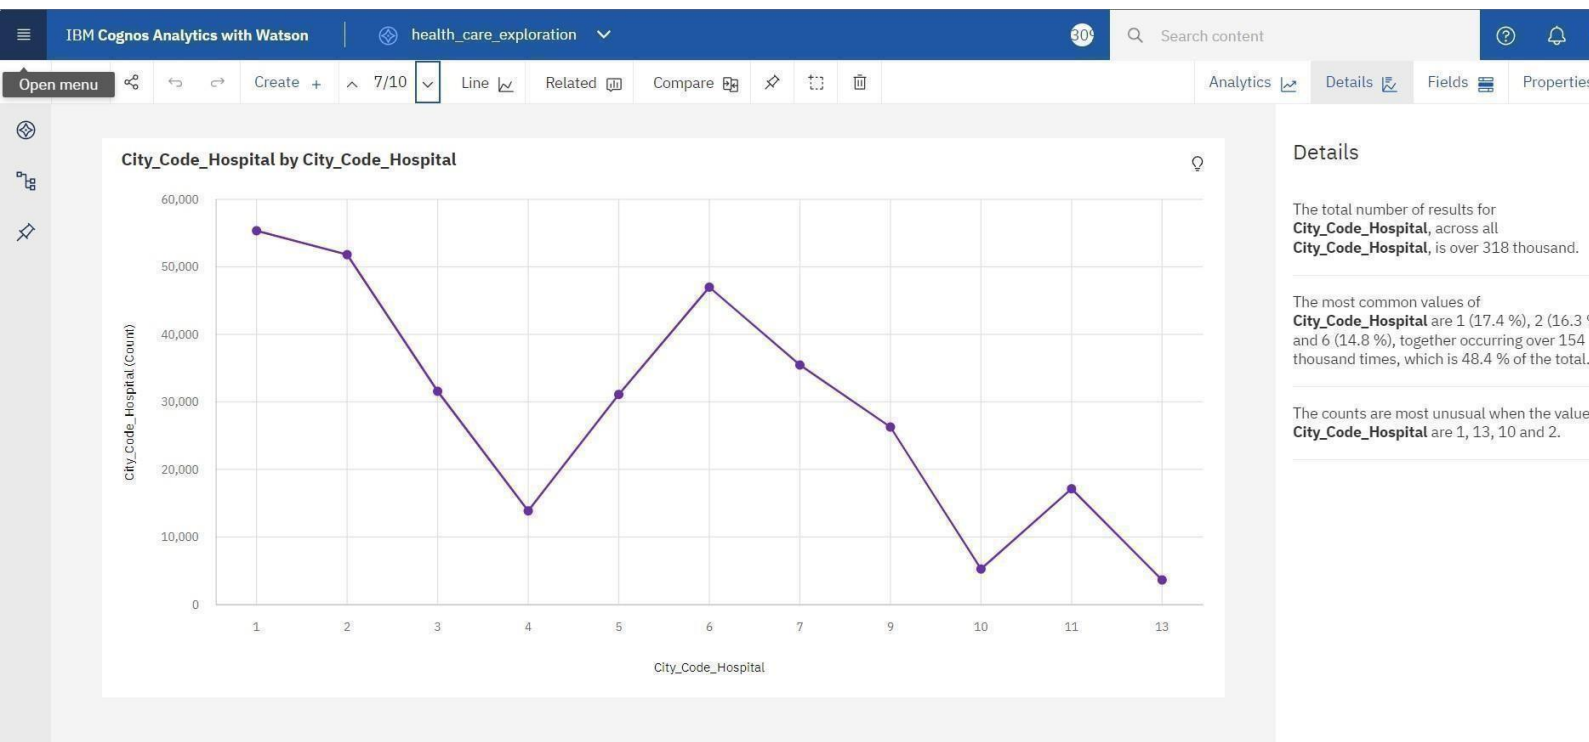 IBM Cognos Analytics with Watson
health_care_exploration
Search content
Open menu
Create +
7/10
Line
Related
Compare
Analytics
Details
Fields
Properties
City_Code_Hospital by City_Code_Hospital
60,000
50,000
40,000
30,000
20,000
10,000
0
City_Code_Hospital (Count)
1 2 3 4 5 6 7 9 10 11 13
City_Code_Hospital
Details
The total number of results for
City_Code_Hospital, across all
City_Code_Hospital, is over 318 thousand.
The most common values of
City_Code_Hospital are 1 (17.4 %), 2 (16.3
and 6 (14.8 %), together occurring over 154
thousand times, which is 48.4 % of the total.
The counts are most unusual when the value
City_Code_Hospital are 1, 13, 10 and 2.